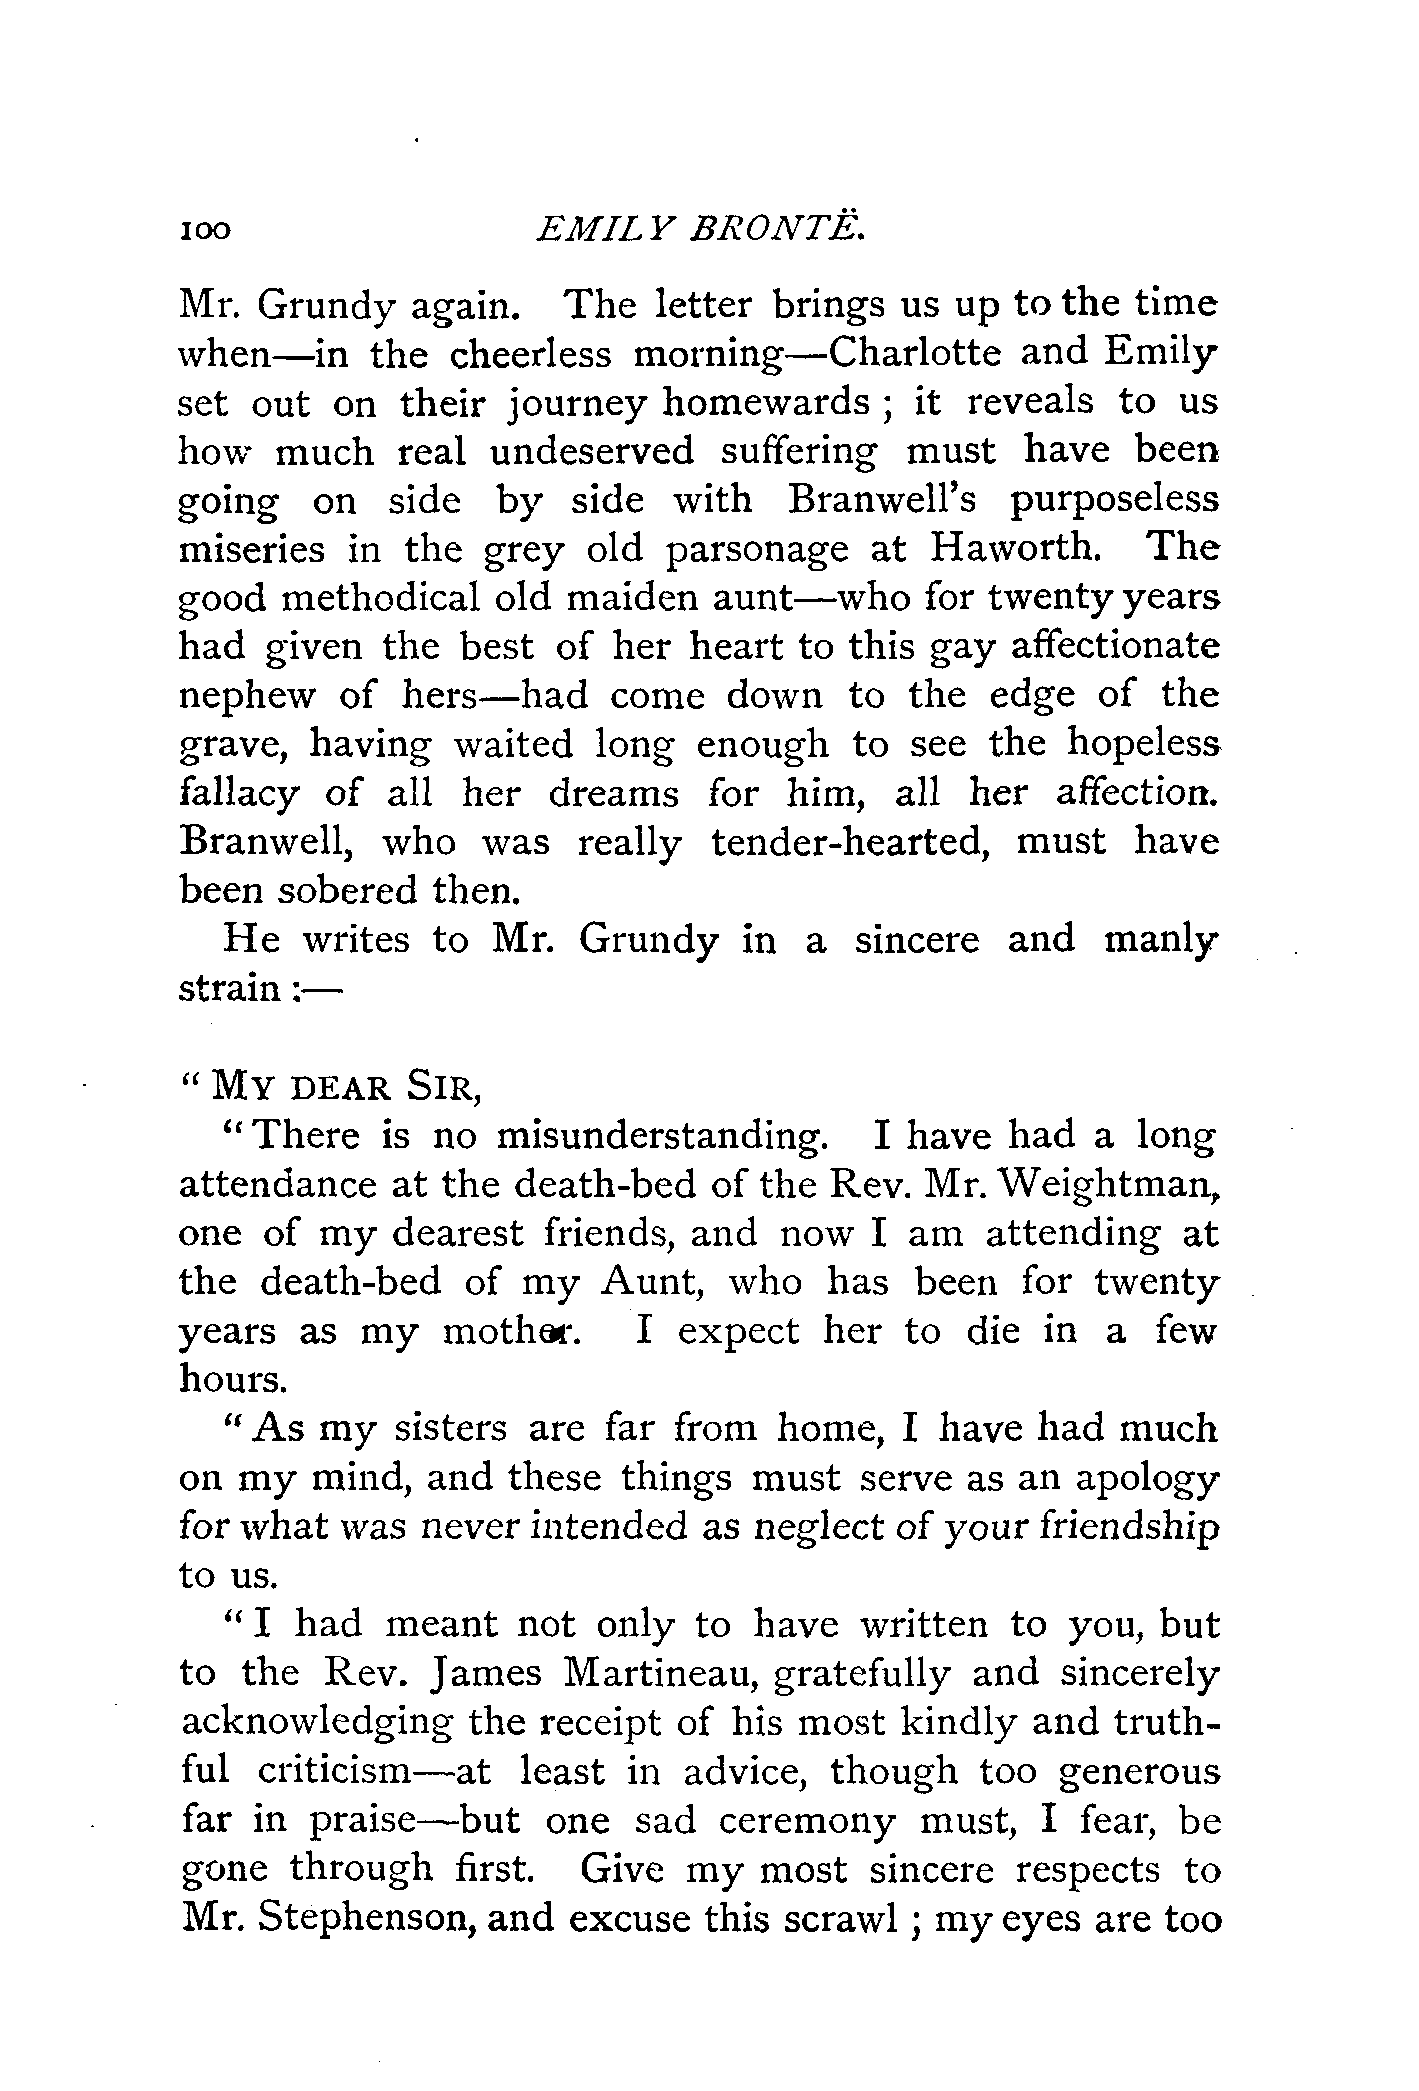 100 EMILY BRONTË.
Mr. Grundy again. The letter brings us up to the time
when—in the cheerless morning—Charlotte and Emily
set out on their journey homewards ; it reveals to us
how much real undeserved suffering must have been
going on side by side with Branwell's purposeless
miseries in the grey old parsonage at Haworth. The
good methodical old maiden aunt—who for twenty years
had given the best of her heart to this gay affectionate
nephew of hers—had come down to the edge of the
grave, having waited long enough to see the hopeless
fallacy of all her dreams for him, all her affection.
Branwell, who was really tender-hearted, must have
been sobered then.
He writes to Mr. Grundy in a sincere and manly
strain :—
" MY DEAR SIR,
" There is no misunderstanding. I have had a long
attendance at the death-bed of the Rev. Mr. Weightman,
one of my dearest friends, and now I am attending at
the death-bed of my Aunt, who has been for twenty
years as my mother. I expect her to die in a few
hours.
" As my sisters are far from home, I have had much
on my mind, and these things must serve as an apology
for what was never intended as neglect of your friendship
to us.
" I had meant not only to have written to you, but
to the Rev. James Martineau, gratefully and sincerely
acknowledging the receipt of his most kindly and truth-
ful criticism—at least in advice, though too generous
far in praise—but one sad ceremony must, I fear, be
gone through first. Give my most sincere respects to
Mr. Stephenson, and excuse this scrawl ; my eyes are too